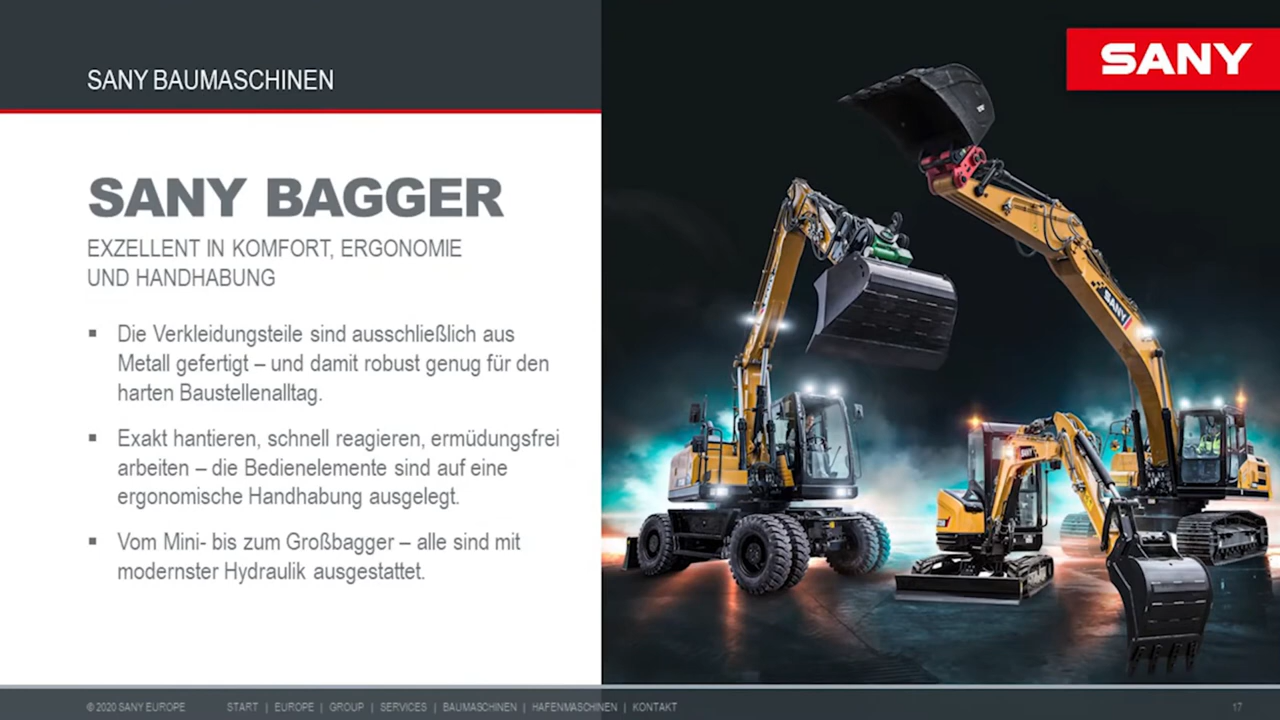 SANY BAUMASCHINEN
SANY
SANY BAGGER
EXZELLENT IN KOMFORT, ERGONOMIE
UND HANDHABUNG
▪ Die Verkleidungsteile sind ausschließlich aus
Metall gefertigt – und damit robust genug für den
harten Baustellenalltag.
▪ Exakt hantieren, schnell reagieren, ermüdungsfrei
arbeiten – die Bedienelemente sind auf eine
ergonomische Handhabung ausgelegt.
▪ Vom Mini- bis zum Großbagger – alle sind mit
modernster Hydraulik ausgestattet.
SANY
SANY
© 2020 SANY EUROPE START | EUROPE | GROUP | SERVICES | BAUMASCHINEN | HAFENMASCHINEN | KONTAKT 17